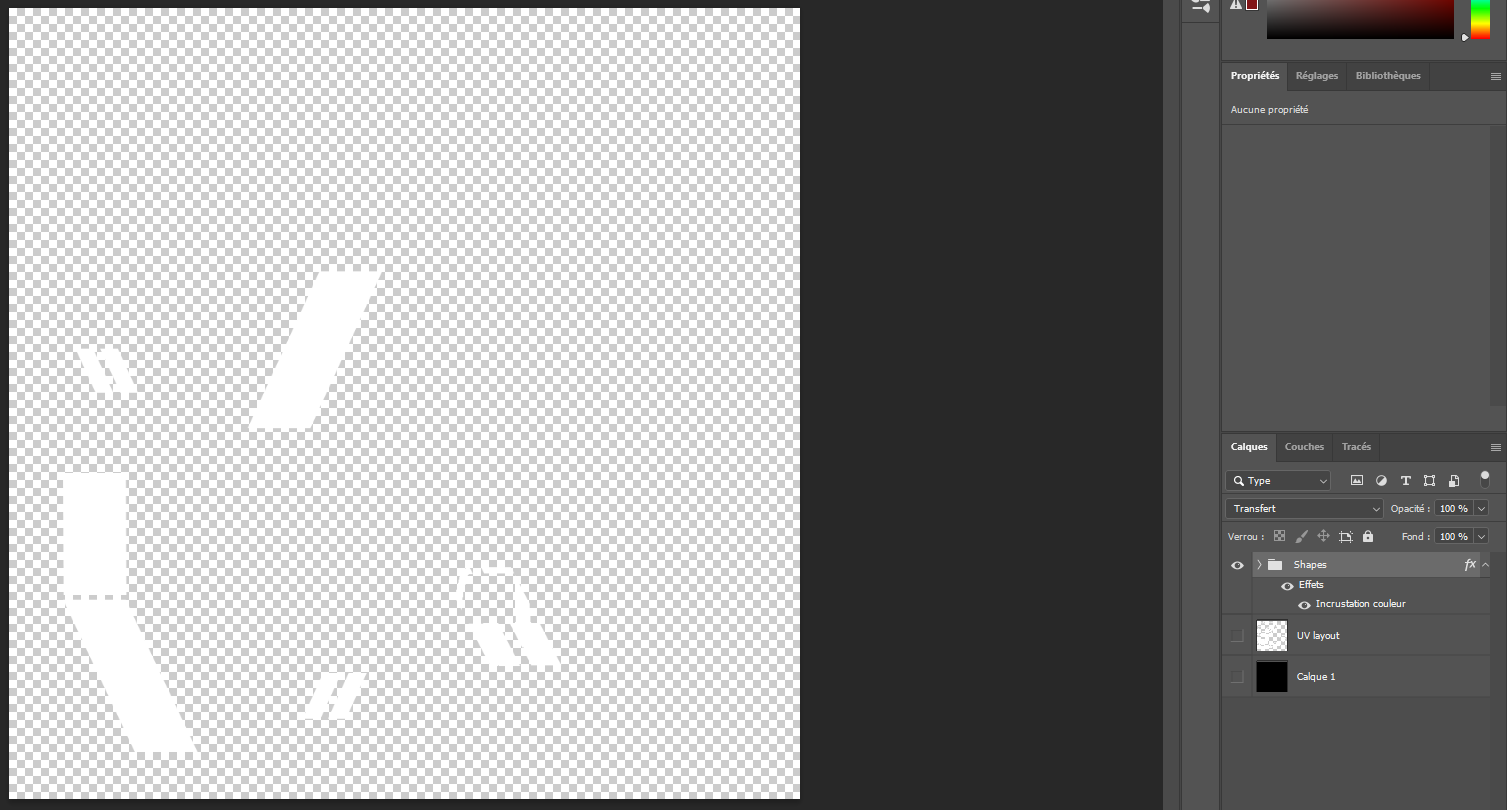 Propriétés Réglages Bibliothèques
Aucune propriété
Calques Couches Tracés
Type
Transfert Opacité : 100 %
Verrou : Fond : 100 %
Shapes fx
Effets
Incrustation couleur
UV layout
Calque 1